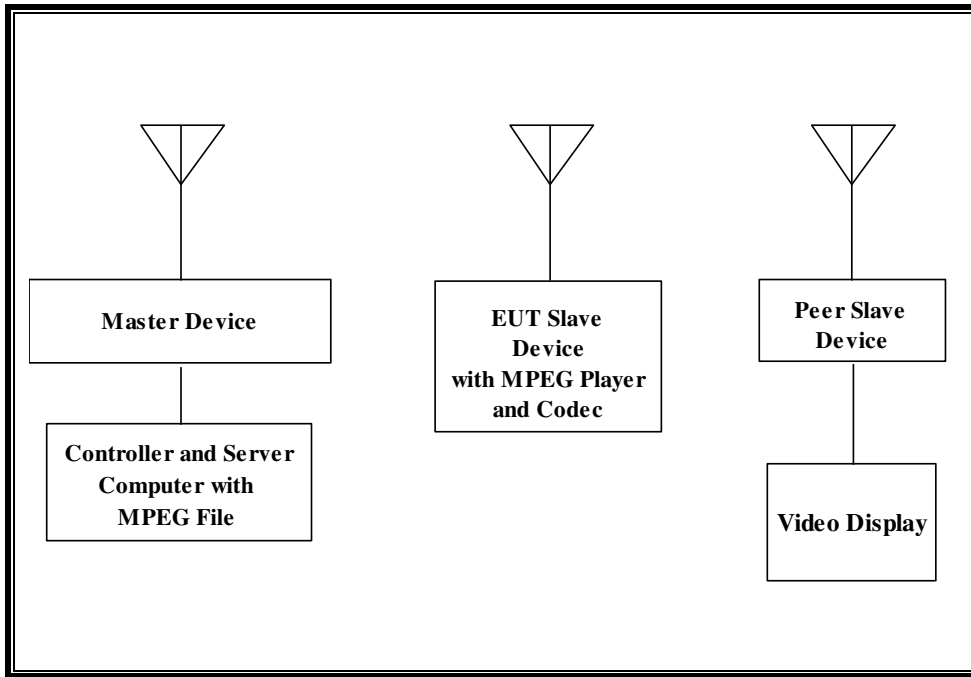 Master Device
Controller and Server
Computer with
MPEG File
EUT Slave
Device
with MPEG Player
and Codec
Peer Slave
Device
Video Display